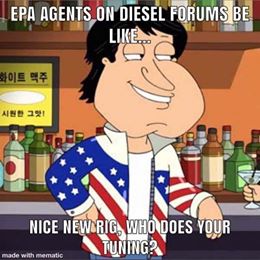 EPA AGENTS ON DIESEL FORUMS BE
LIKE...
화이트 맥주
시원한 그맛!
NICE NEW RIG, WHO DOES YOUR
TUNING?
made with mematic